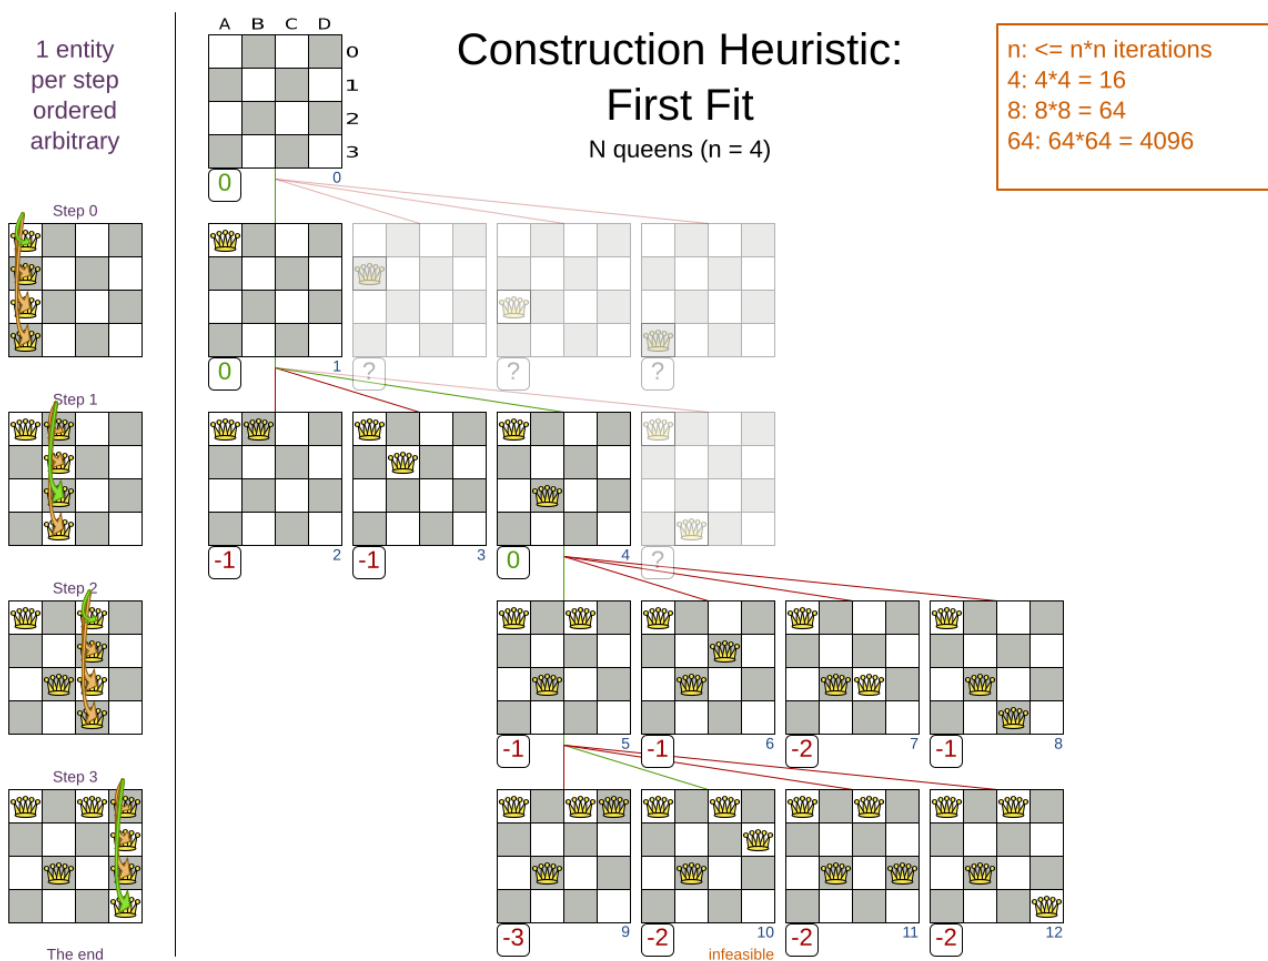 1 entity
per step
ordered
arbitrary
A B C D
0
1
2
3
Construction Heuristic:
First Fit
N queens (n = 4)
n: <= n*n iterations
4: 4*4 = 16
8: 8*8 = 64
64: 64*64 = 4096
0 0
Step 0
0 1 ? ? ?
Step 1
-1 2 -1 3 0 4 ?
Step 2
-1 5 -1 6 -2 7 -1 8
Step 3
-3 9 -2 10 -2 11 -2 12
The end
infeasible